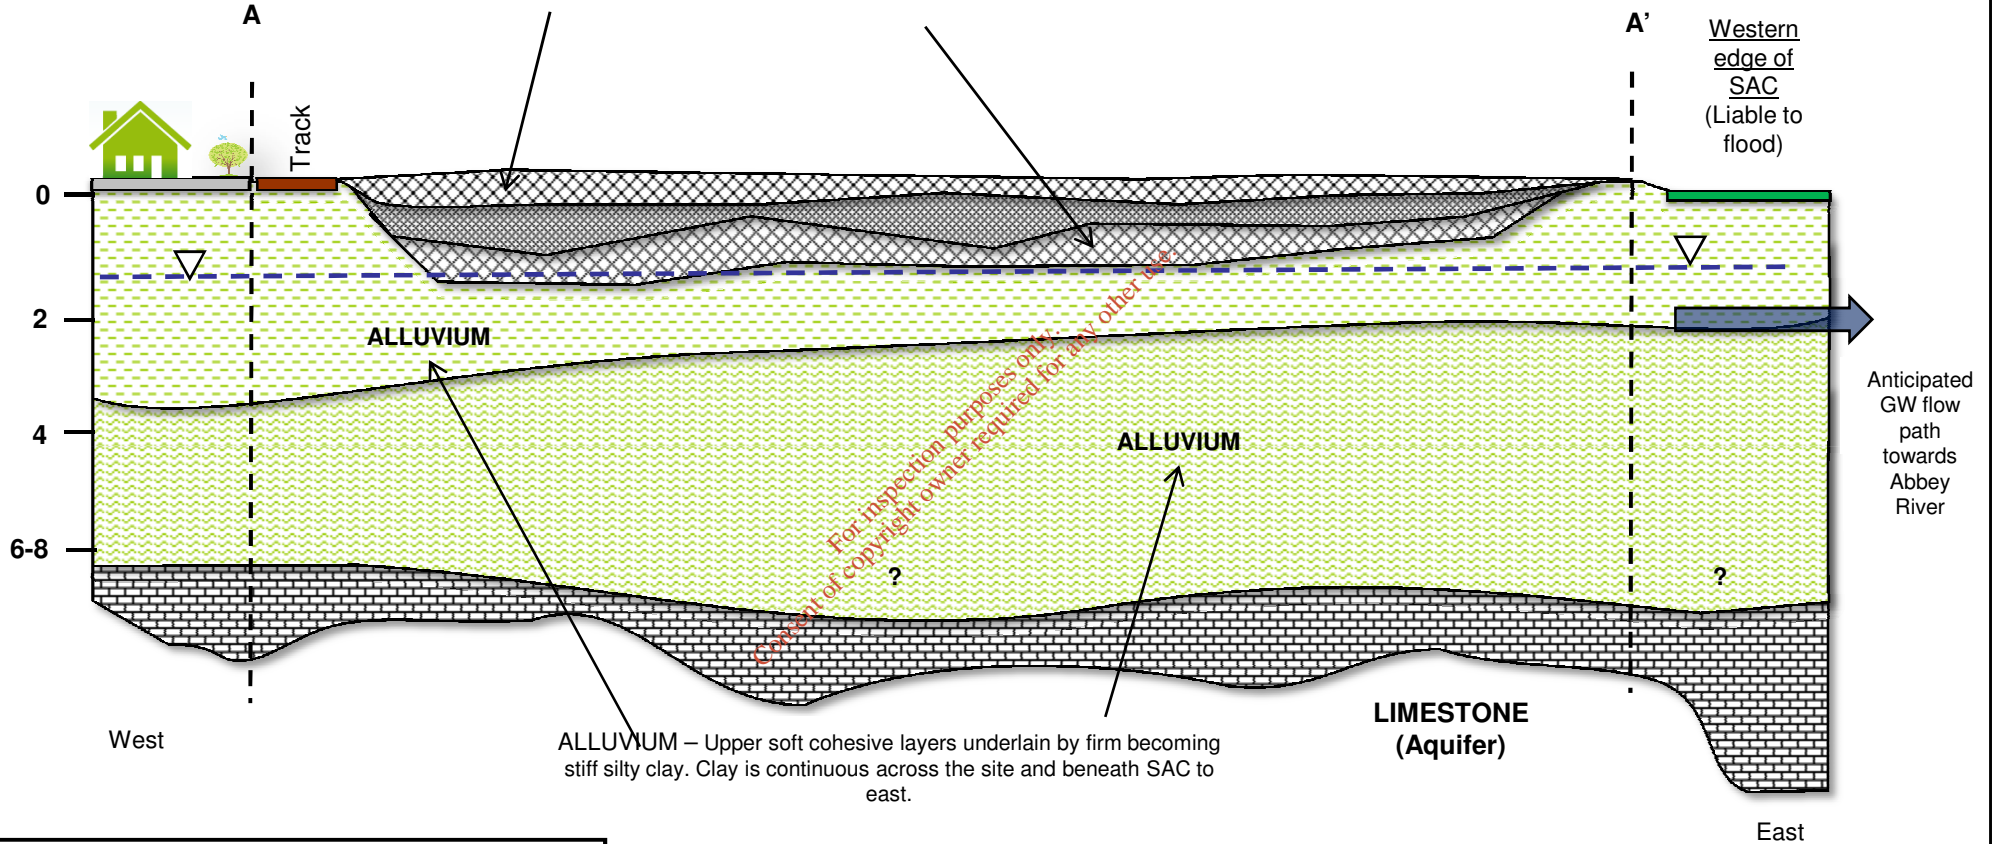 A
A’
Western
edge of
SAC
(Liable to
flood)
Track
0
2
ALLUVIUM
Anticipated
GW flow
path
towards
Abbey
River
4
ALLUVIUM
6-8
?
?
For inspection purposes only.
Consent of copyright owner required for any other use.
LIMESTONE
(Aquifer)
West
ALLUVIUM – Upper soft cohesive layers underlain by firm becoming
stiff silty clay. Clay is continuous across the site and beneath SAC to
east.
East